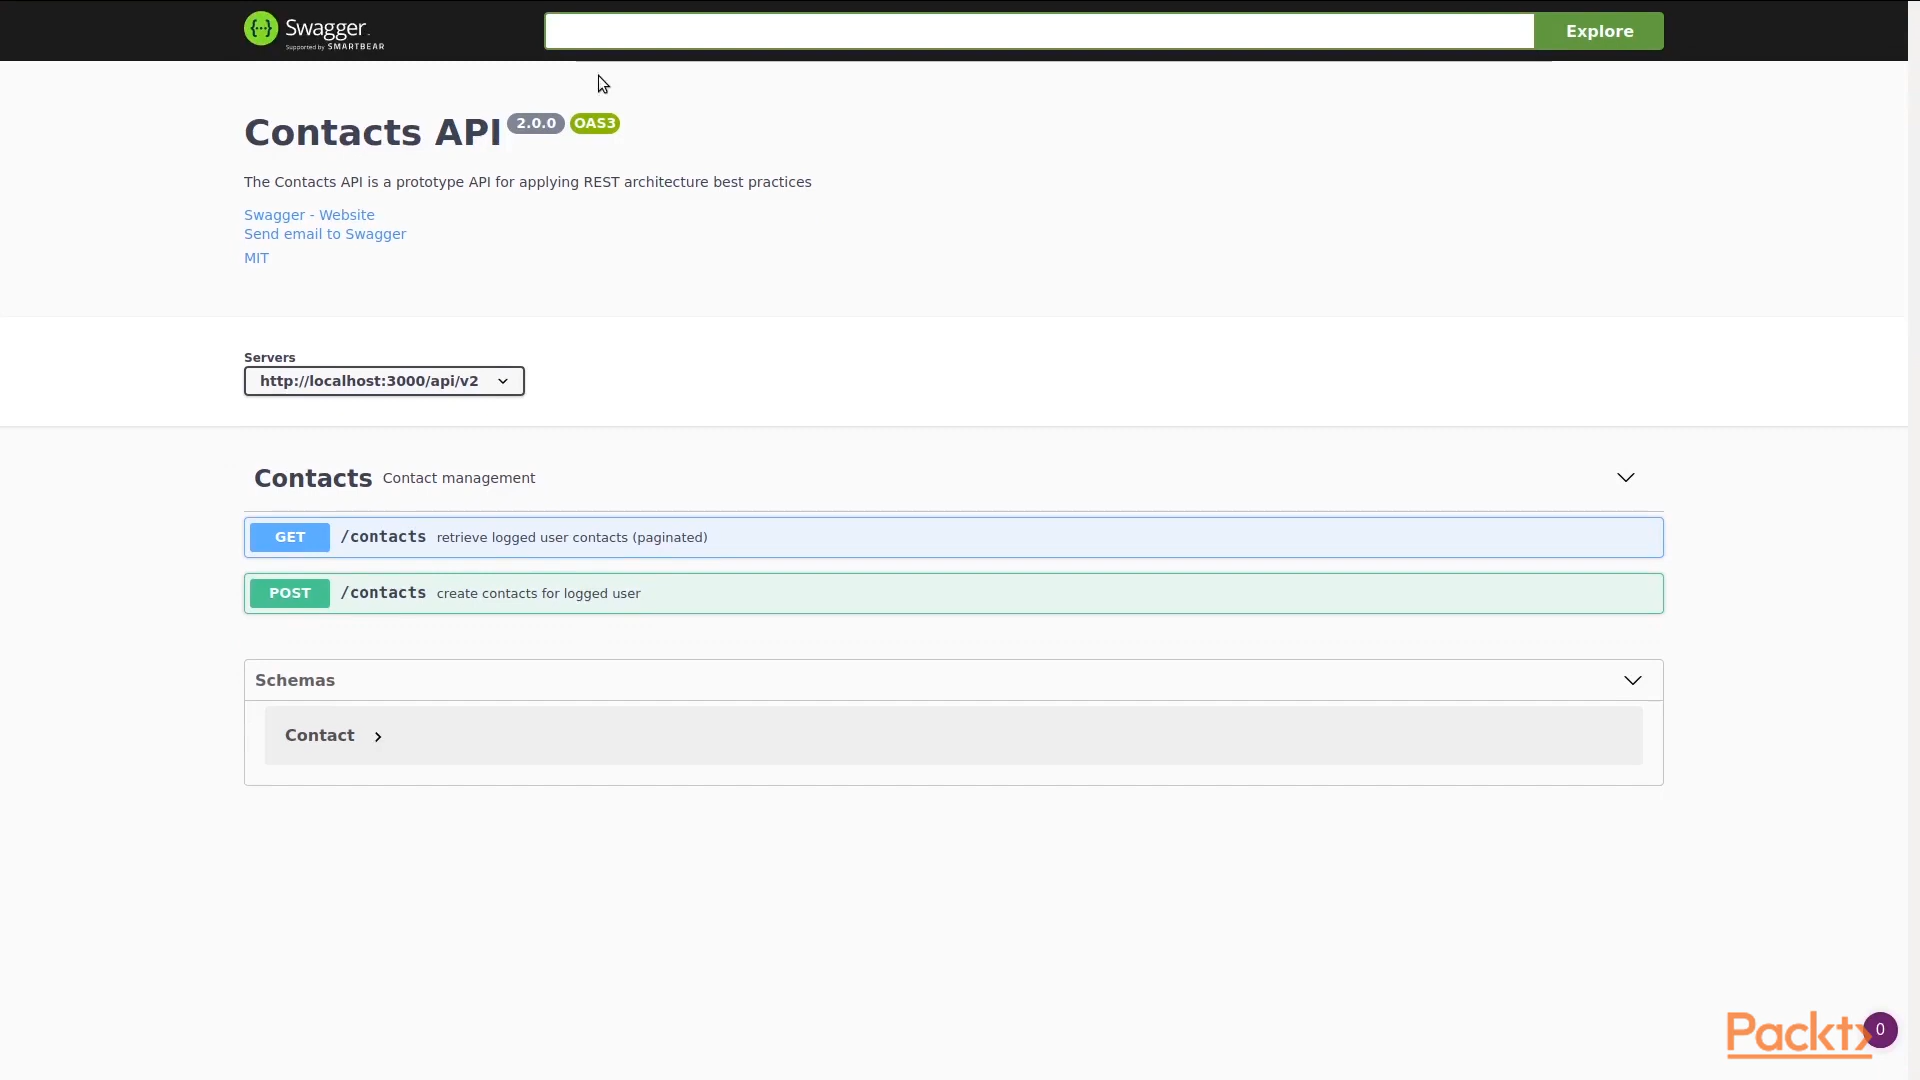 Swagger.
Supported by SMARTBEAR
Explore
Contacts API 2.0.0 OAS3
The Contacts API is a prototype API for applying REST architecture best practices
Swagger - Website
Send email to Swagger
MIT
Servers
http://localhost:3000/api/v2
Contacts Contact management
GET /contacts retrieve logged user contacts (paginated)
POST /contacts create contacts for logged user
Schemas
Contact
Packt
0